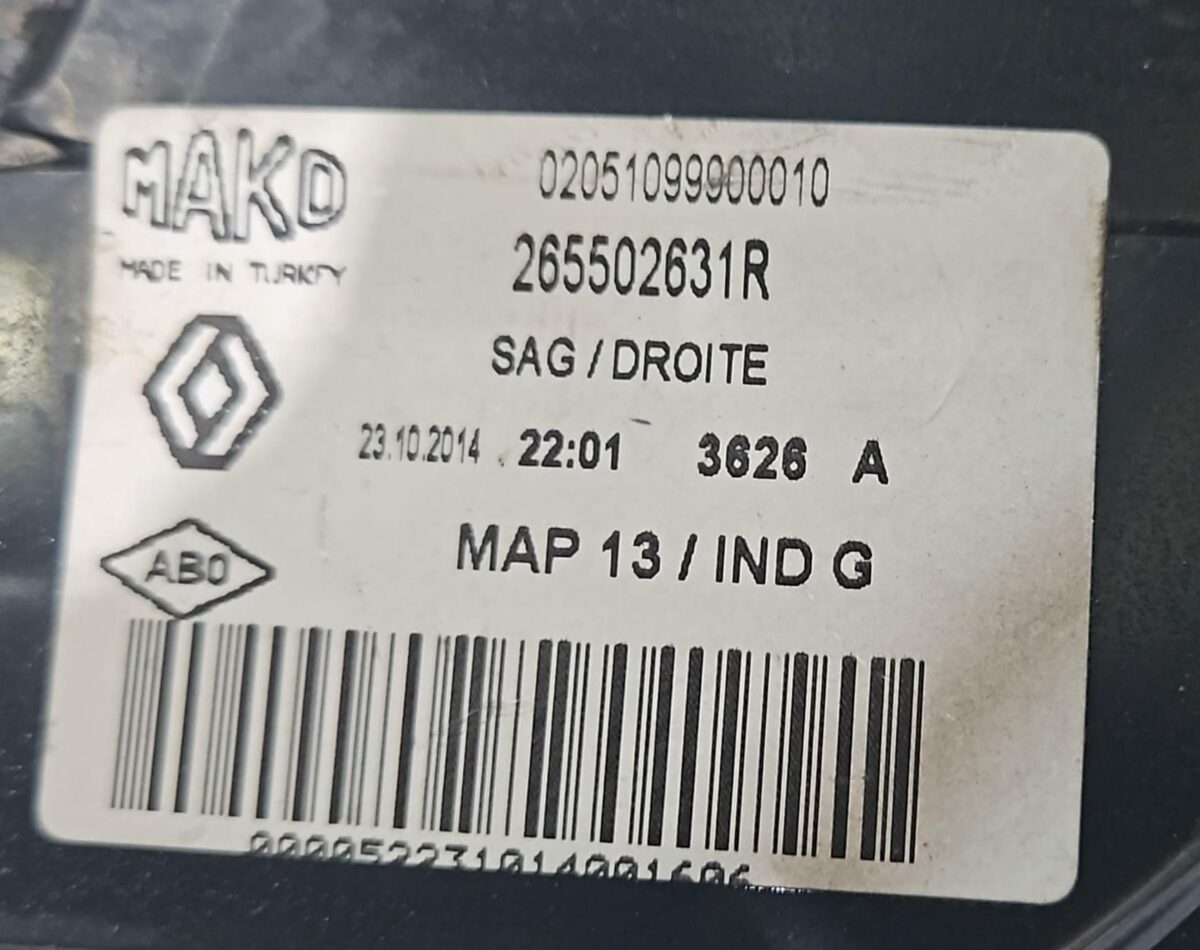 MAKO
MADE IN TURKEY
02051099900010
265502631R
SAG / DROITE
23.10.2014 22:01 3626 A
MAP 13 / IND G
ABO